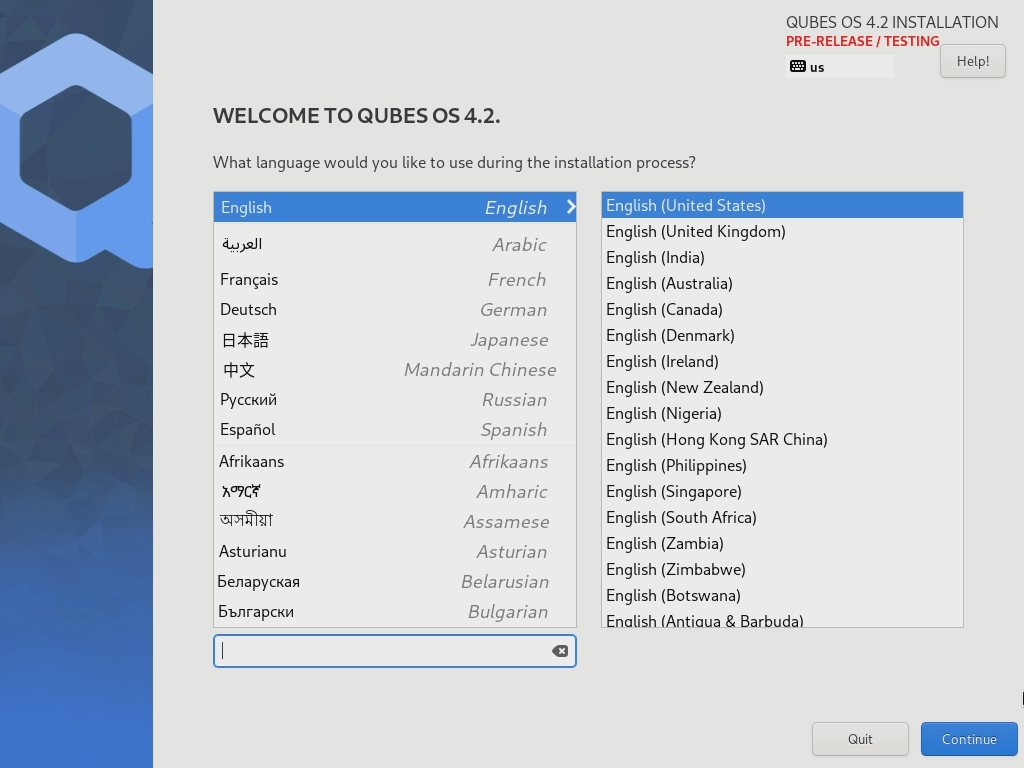 QUBES OS 4.2 INSTALLATION
PRE-RELEASE / TESTING
us
Help!
WELCOME TO QUBES OS 4.2.
What language would you like to use during the installation process?
English English
العربية Arabic
Français French
Deutsch German
日本語 Japanese
中文 Mandarin Chinese
Русский Russian
Español Spanish
Afrikaans Afrikaans
አማርኛ Amharic
অসমীয়া Assamese
Asturianu Asturian
Беларуская Belarusian
Български Bulgarian
English (United States)
English (United Kingdom)
English (India)
English (Australia)
English (Canada)
English (Denmark)
English (Ireland)
English (New Zealand)
English (Nigeria)
English (Hong Kong SAR China)
English (Philippines)
English (Singapore)
English (South Africa)
English (Zambia)
English (Zimbabwe)
English (Botswana)
English (Antigua & Barbuda)
Quit
Continue